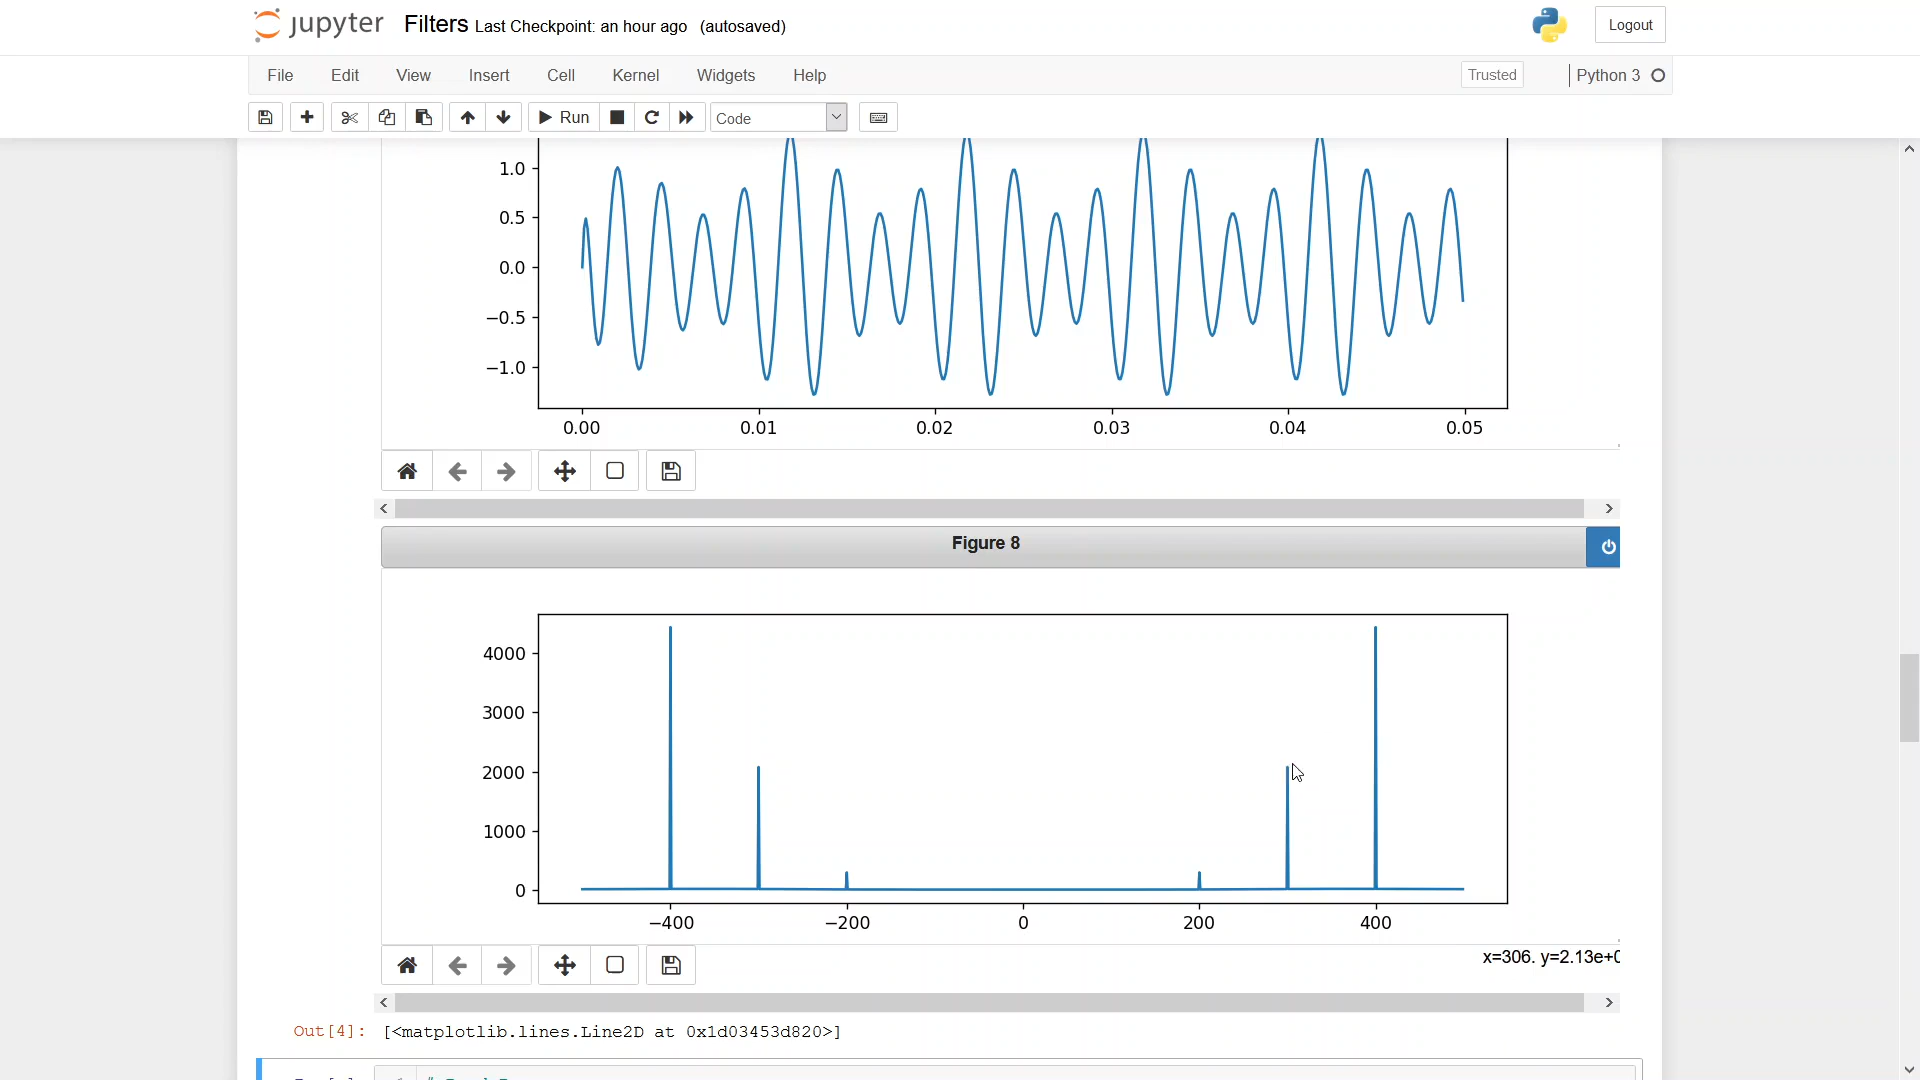 jupyter Filters Last Checkpoint: an hour ago (autosaved) Logout
File Edit View Insert Cell Kernel Widgets Help Trusted Python 3
Run Code
1.0
0.5
0.0
−0.5
−1.0
0.00 0.01 0.02 0.03 0.04 0.05
Figure 8
4000
3000
2000
1000
0
−400 −200 0 200 400
x=306. y=2.13e+0
Out[4]: [<matplotlib.lines.Line2D at 0x1d03453d820>]